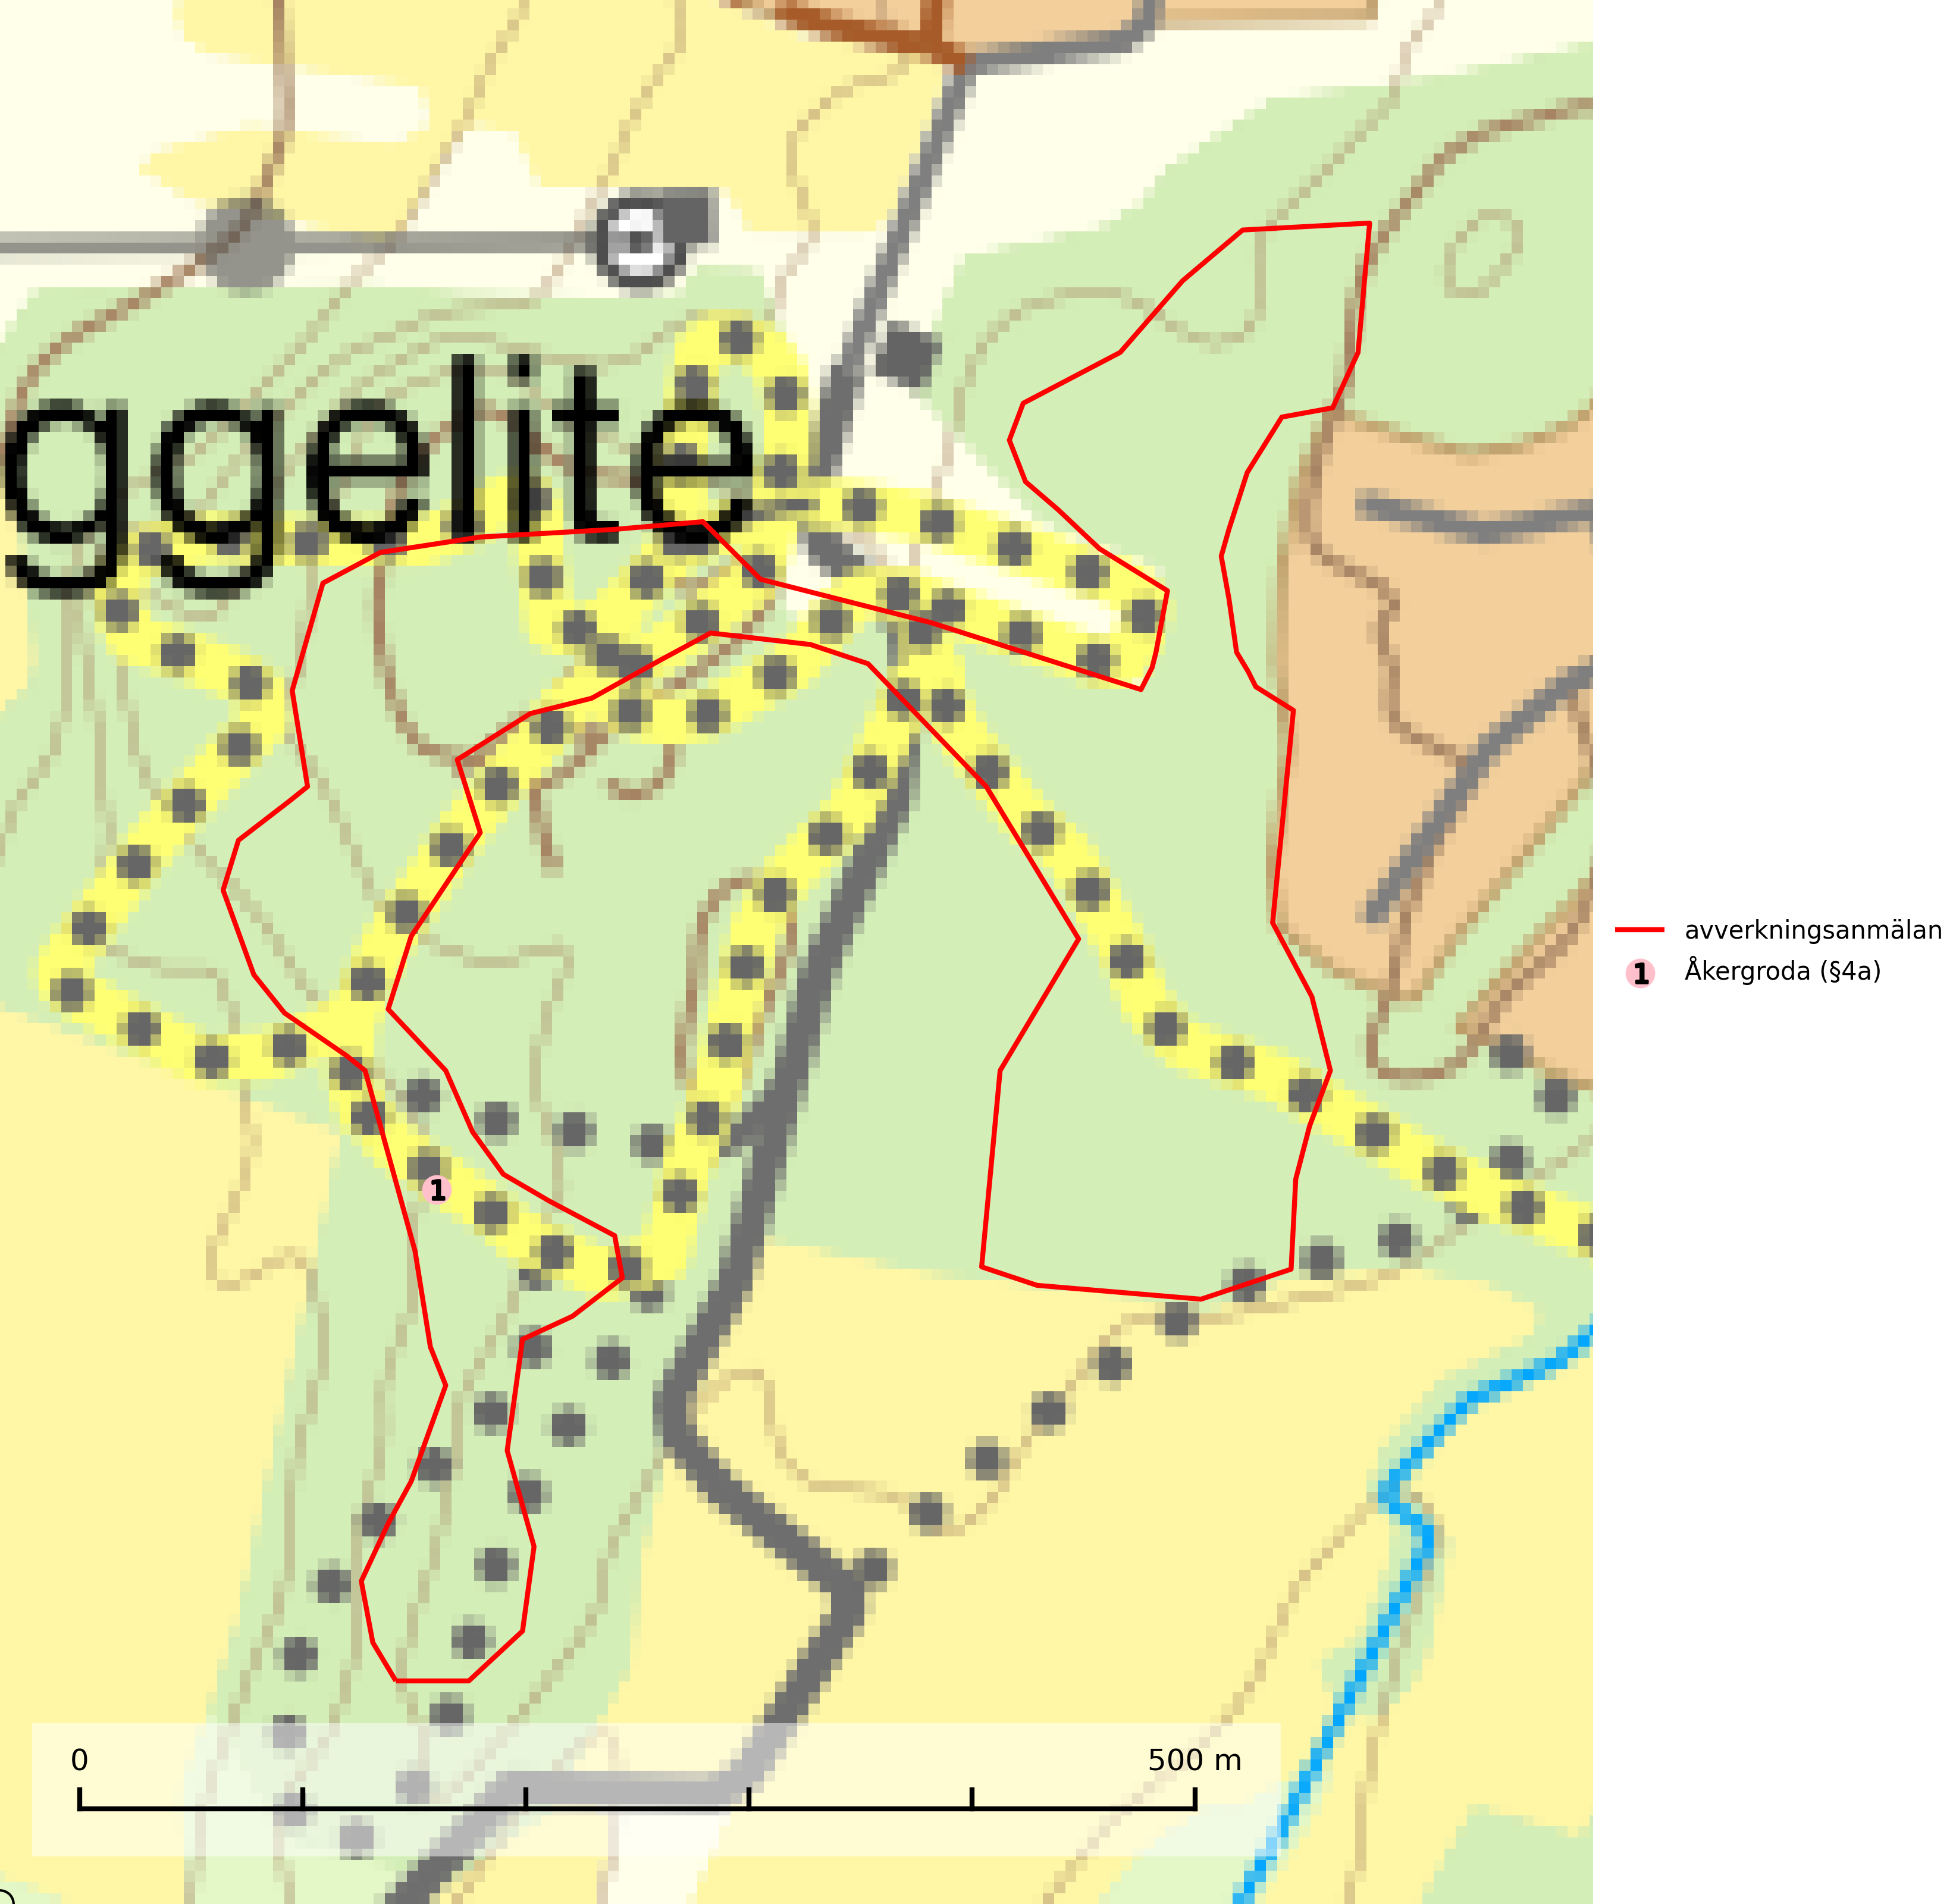 ggelite
avverkningsanmälan
1 Åkergroda (§4a)
1
0 500 m